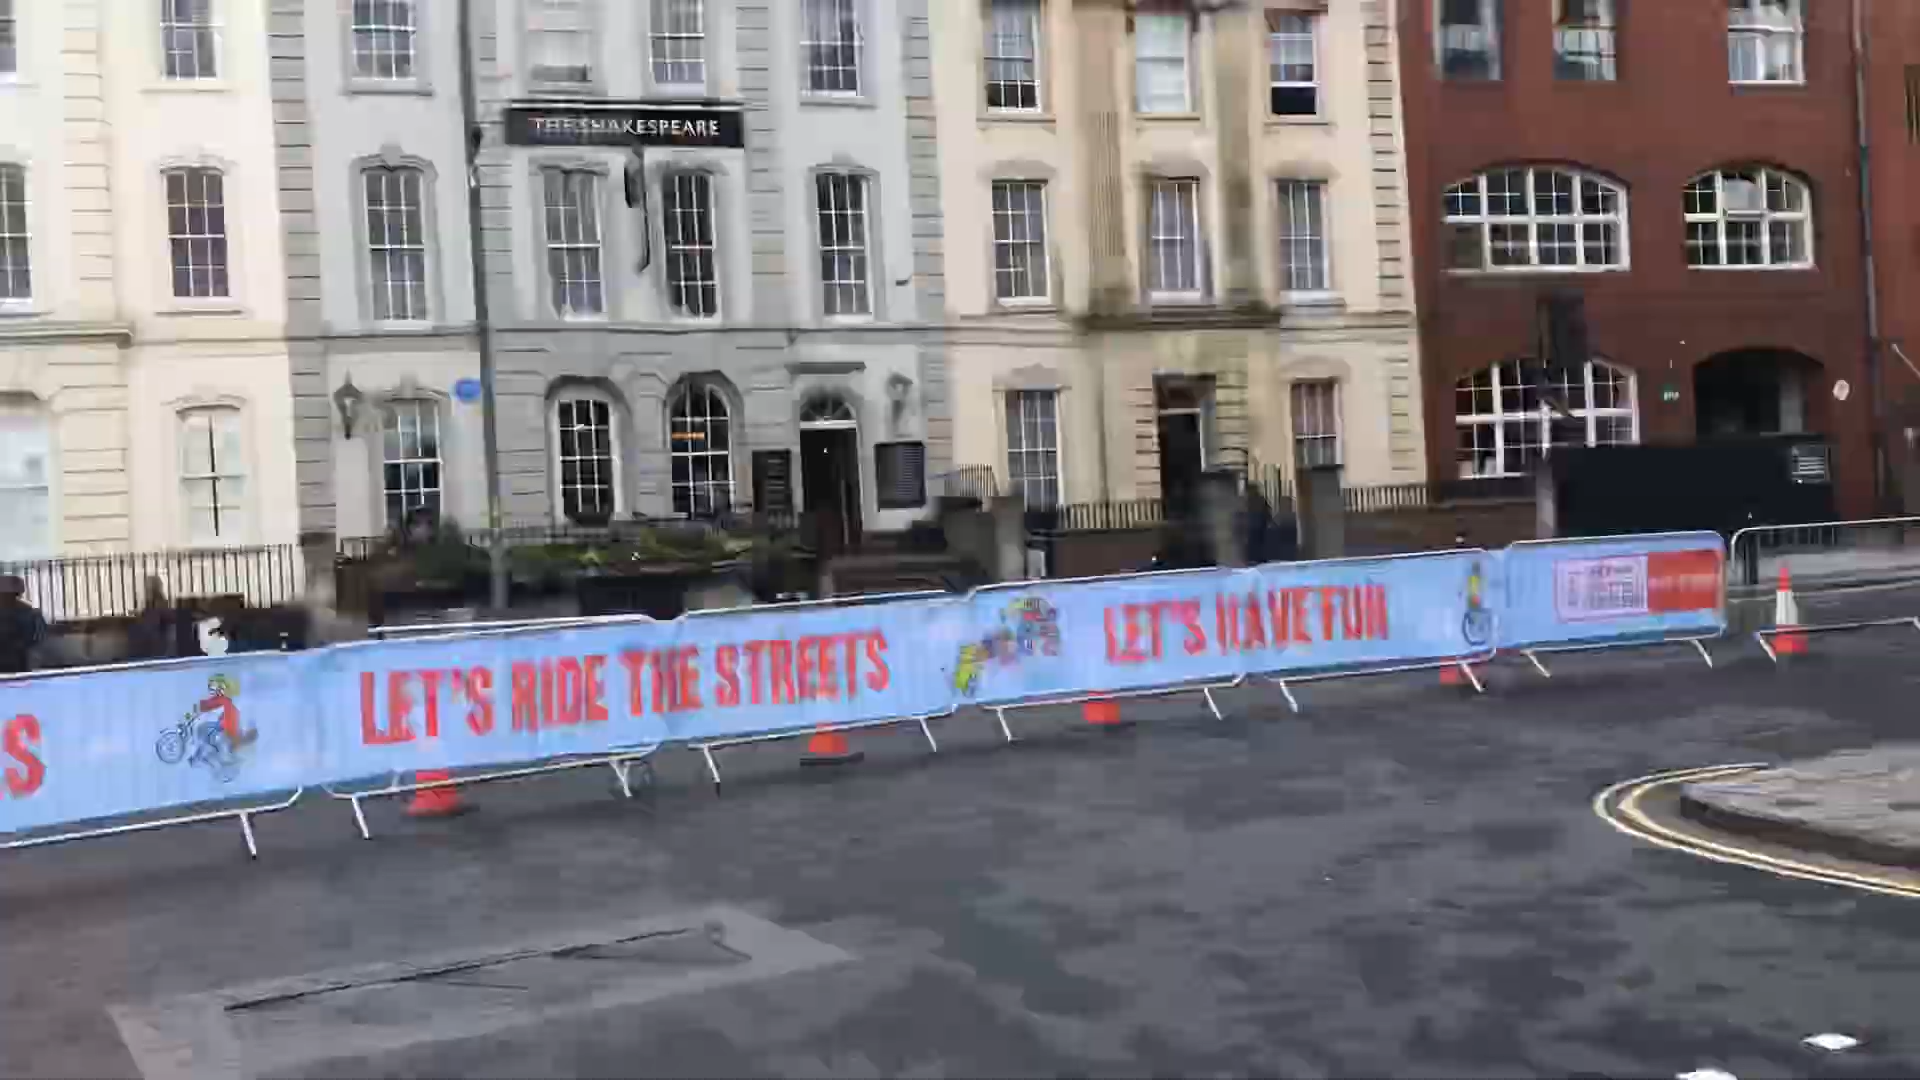 THE SHAKESPEARE
S
LET'S RIDE THE STREETS
LET'S HAVE FUN